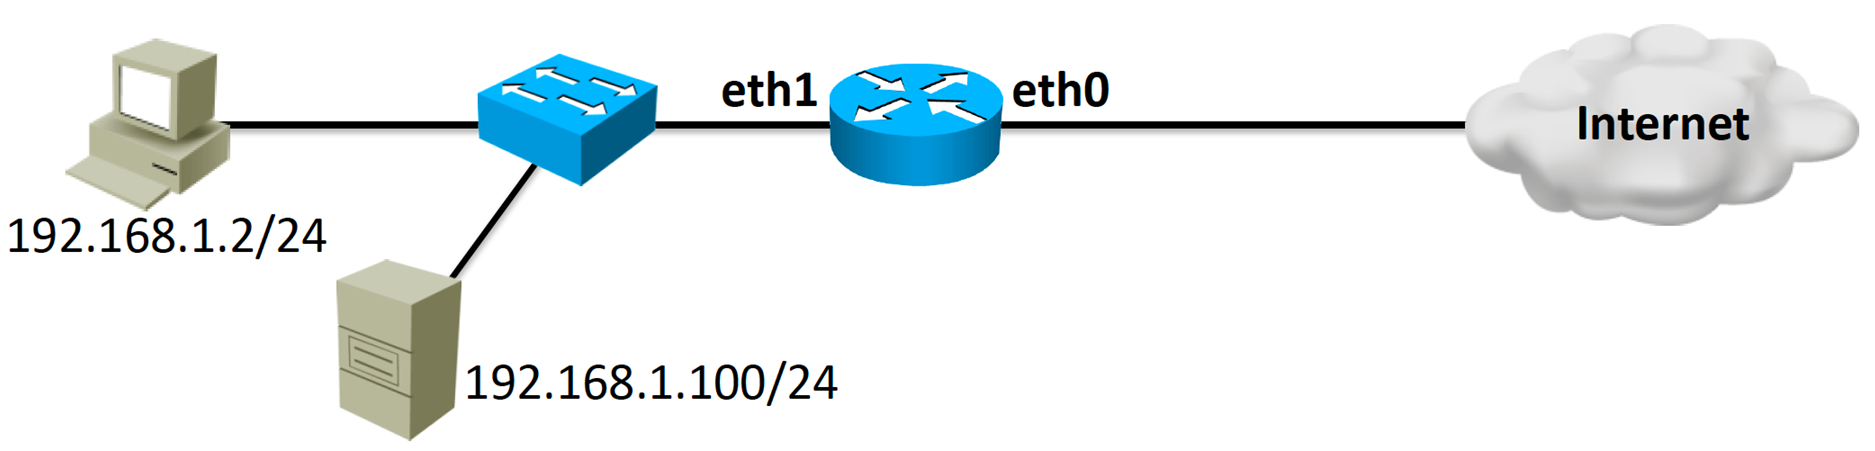 eth1
eth0
Internet
192.168.1.2/24
192.168.1.100/24